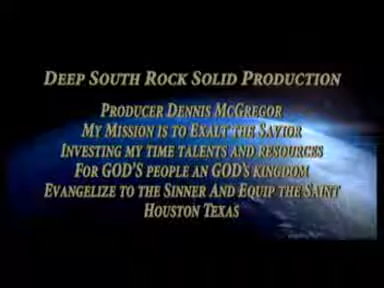 DEEP SOUTH ROCK SOLID PRODUCTION
PRODUCER DENNIS MCGREGOR
MY MISSION IS TO EXALT THE SAVIOR
INVESTING MY TIME TALENTS AND RESOURCES
FOR GOD'S PEOPLE AN GOD'S KINGDOM
EVANGELIZE TO THE SINNER AND EQUIP THE SAINT
HOUSTON TEXAS